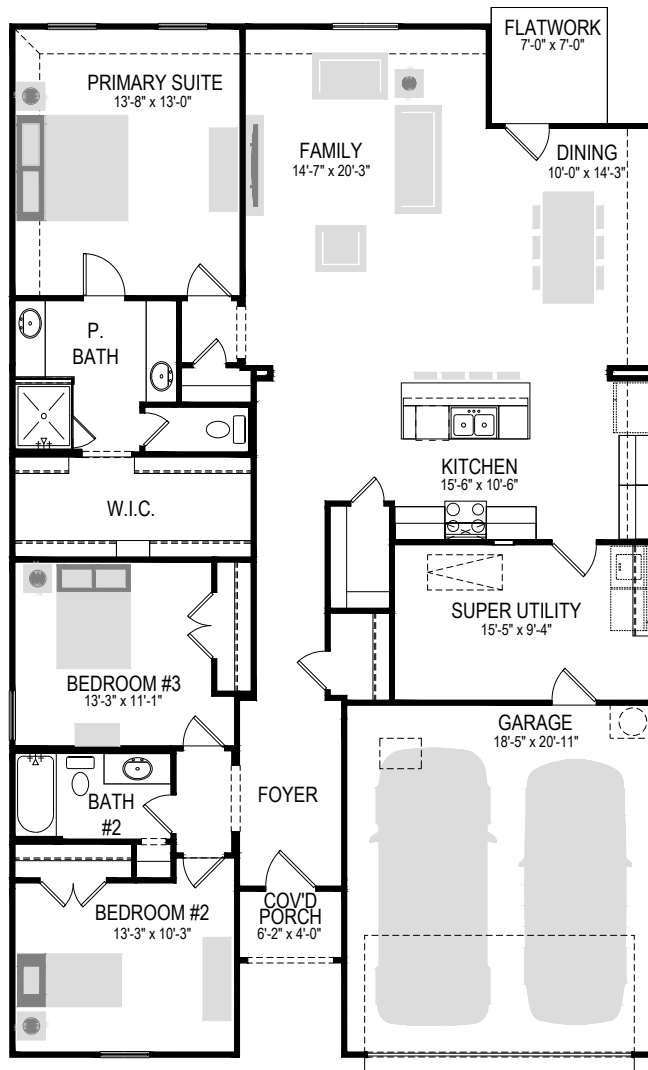 FLATWORK
7'-0" x 7'-0"
PRIMARY SUITE
13'-8" x 13'-0"
FAMILY
14'-7" x 20'-3"
DINING
10'-0" x 14'-3"
P.
BATH
KITCHEN
15'-6" x 10'-6"
W.I.C.
SUPER UTILITY
15'-5" x 9'-4"
BEDROOM #3
13'-3" x 11'-1"
GARAGE
18'-5" x 20'-11"
BATH
#2
FOYER
COV'D
PORCH
6'-2" x 4'-0"
BEDROOM #2
13'-3" x 10'-3"